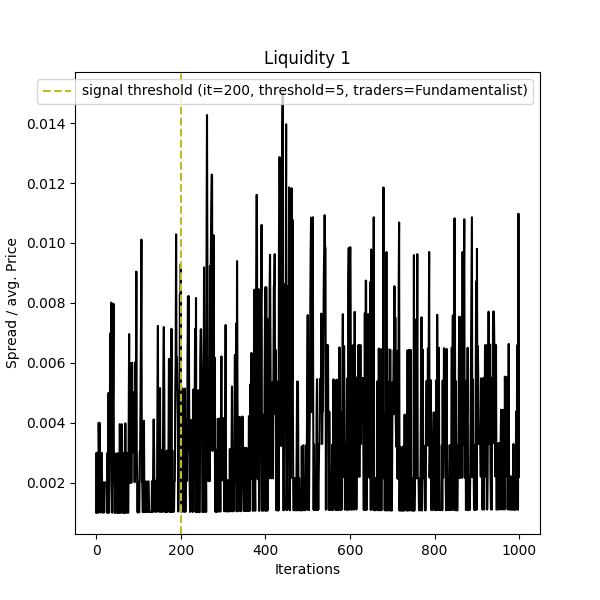 Liquidity 1
signal threshold (it=200, threshold=5, traders=Fundamentalist)
0.014
0.012
0.010
0.008
0.006
0.004
0.002
Spread / avg. Price
0 200 400 600 800 1000
Iterations